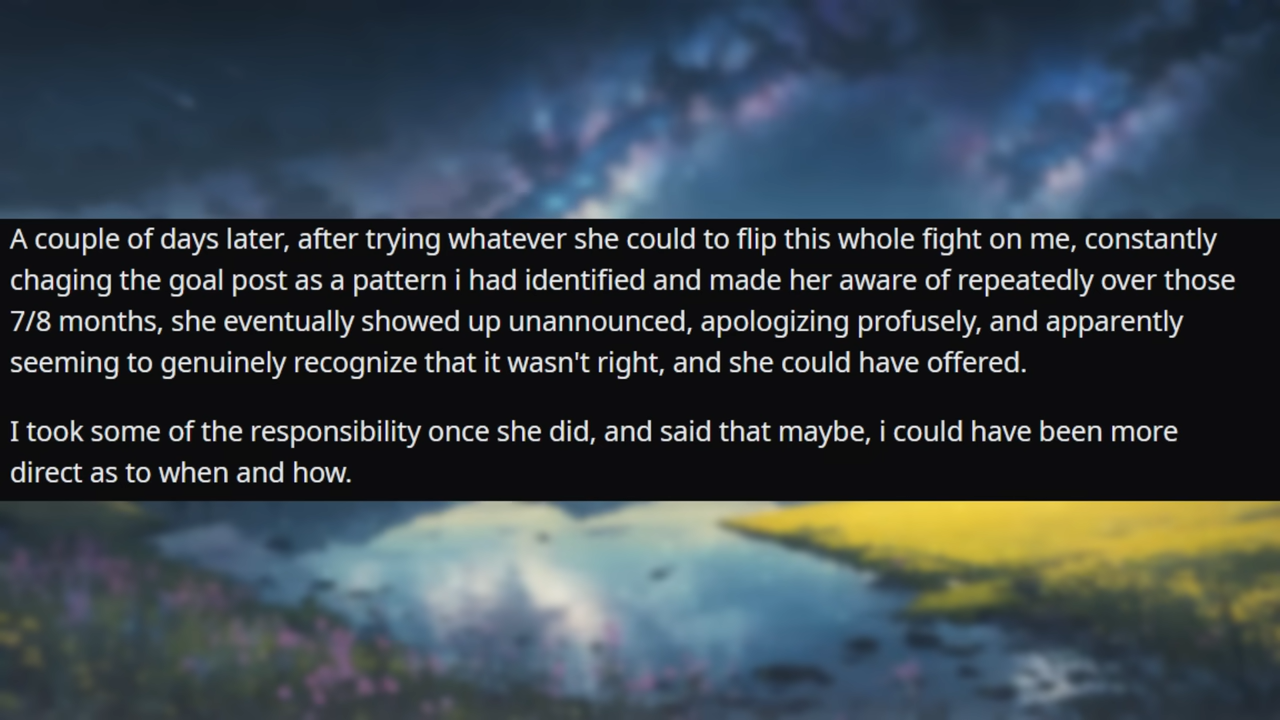 A couple of days later, after trying whatever she could to flip this whole fight on me, constantly
chaging the goal post as a pattern i had identified and made her aware of repeatedly over those
7/8 months, she eventually showed up unannounced, apologizing profusely, and apparently
seeming to genuinely recognize that it wasn't right, and she could have offered.
I took some of the responsibility once she did, and said that maybe, i could have been more
direct as to when and how.